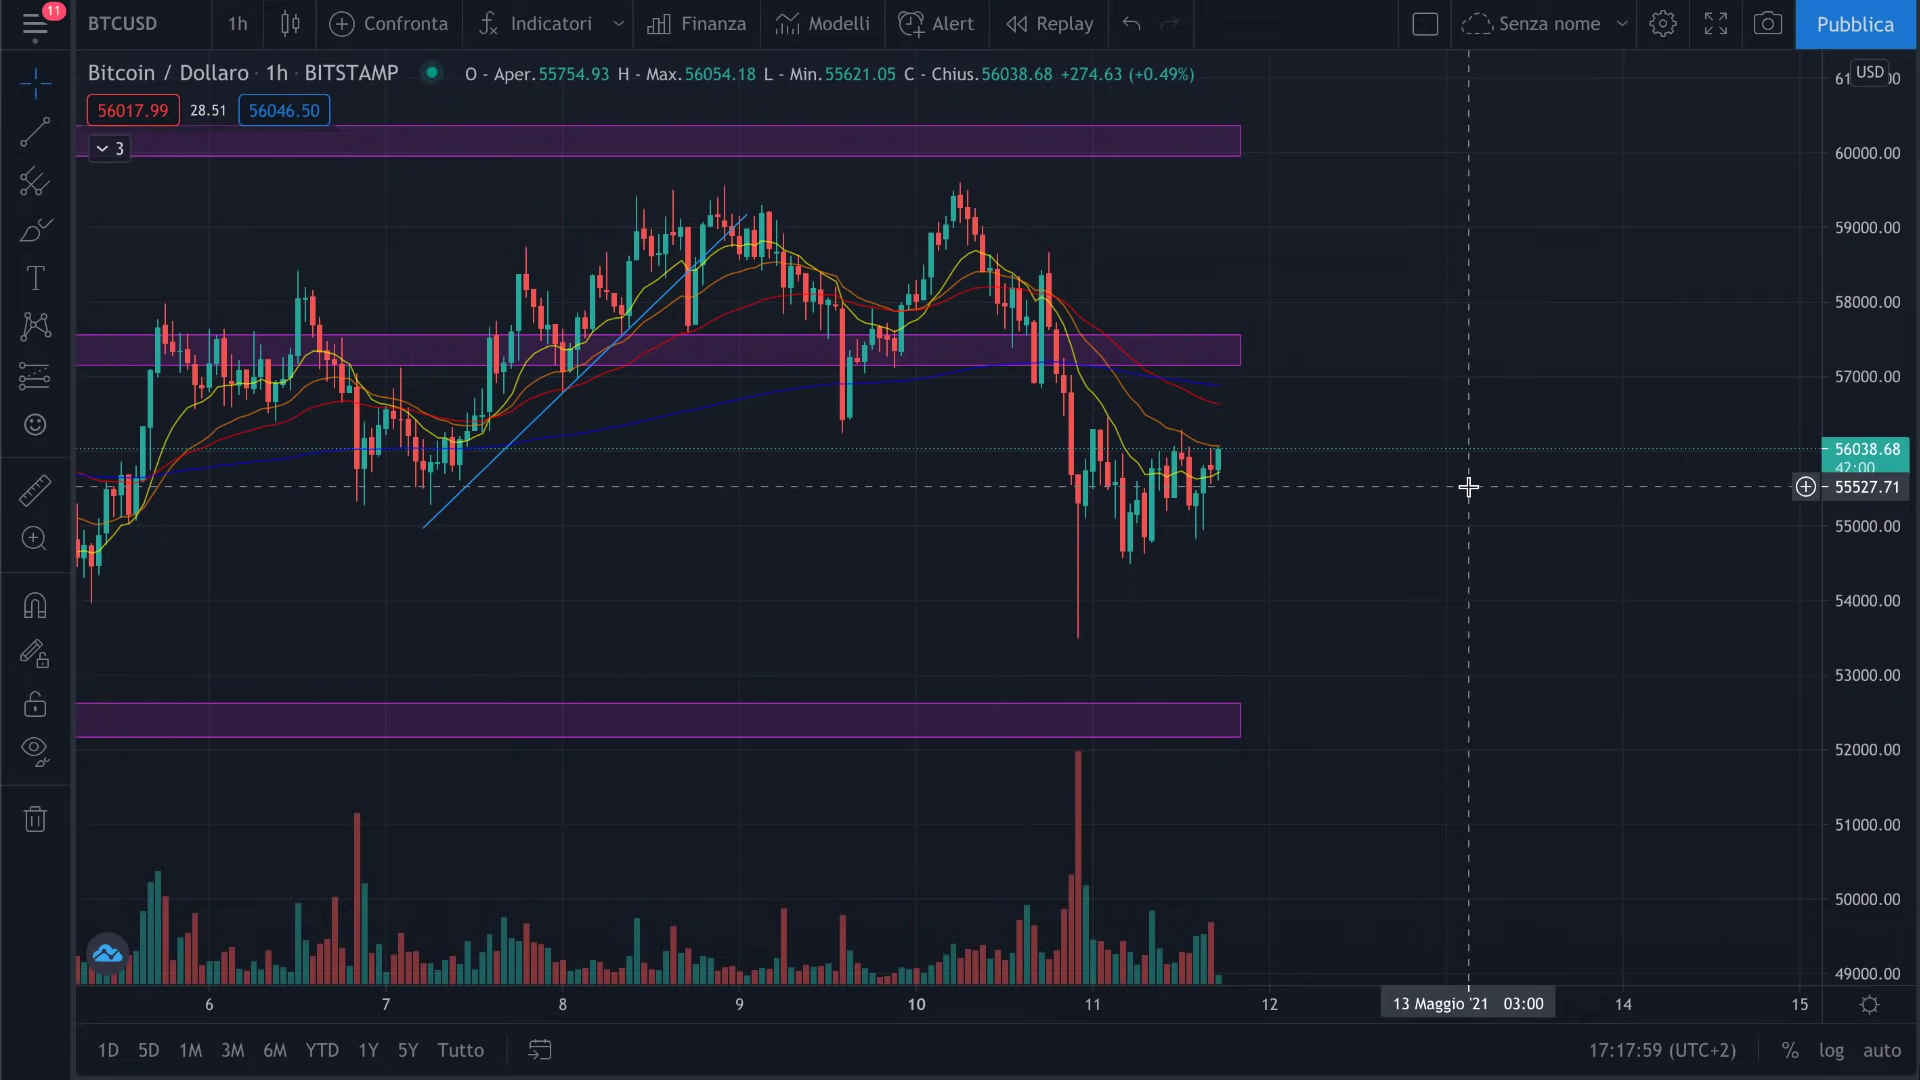 11
BTCUSD
1h
Confronta
Indicatori
Finanza
Modelli
Alert
Replay
Senza nome
Pubblica
Bitcoin / Dollaro · 1h · BITSTAMP
O - Aper.55754.93 H - Max.56054.18 L - Min.55621.05 C - Chius.56038.68 +274.63 (+0.49%)
USD
56017.99
28.51
56046.50
3
60000.00
59000.00
58000.00
57000.00
56038.68
42:00
55527.71
55000.00
54000.00
53000.00
52000.00
51000.00
50000.00
49000.00
6
7
8
9
10
11
12
13 Maggio '21 03:00
14
15
1D
5D
1M
3M
6M
YTD
1Y
5Y
Tutto
17:17:59 (UTC+2)
%
log
auto